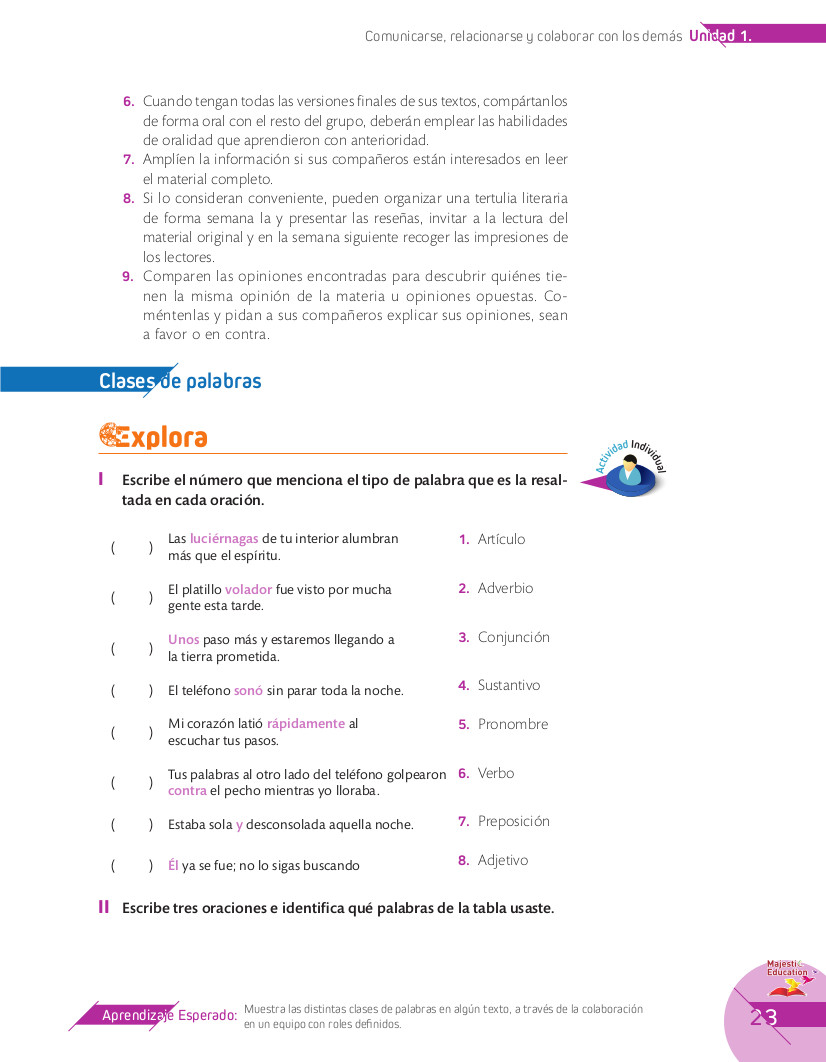 Comunicarse, relacionarse y colaborar con los demás Unidad 1.
6. Cuando tengan todas las versiones finales de sus textos, compártanlos
de forma oral con el resto del grupo, deberán emplear las habilidades
de oralidad que aprendieron con anterioridad.
7. Amplíen la información si sus compañeros están interesados en leer
el material completo.
8. Si lo consideran conveniente, pueden organizar una tertulia literaria
de forma semana la y presentar las reseñas, invitar a la lectura del
material original y en la semana siguiente recoger las impresiones de
los lectores.
9. Comparen las opiniones encontradas para descubrir quiénes tie-
nen la misma opinión de la materia u opiniones opuestas. Co-
méntenlas y pidan a sus compañeros explicar sus opiniones, sean
a favor o en contra.
Clases de palabras
Explora
Actividad Individual
I Escribe el número que menciona el tipo de palabra que es la resal-
tada en cada oración.
( ) Las luciérnagas de tu interior alumbran
más que el espíritu.
1. Artículo
( ) El platillo volador fue visto por mucha
gente esta tarde.
2. Adverbio
( ) Unos paso más y estaremos llegando a
la tierra prometida.
3. Conjunción
( ) El teléfono sonó sin parar toda la noche.
4. Sustantivo
( ) Mi corazón latió rápidamente al
escuchar tus pasos.
5. Pronombre
( ) Tus palabras al otro lado del teléfono golpearon
contra el pecho mientras yo lloraba.
6. Verbo
( ) Estaba sola y desconsolada aquella noche.
7. Preposición
( ) Él ya se fue; no lo sigas buscando
8. Adjetivo
II Escribe tres oraciones e identifica qué palabras de la tabla usaste.
Majestic
Education
Aprendizaje Esperado: Muestra las distintas clases de palabras en algún texto, a través de la colaboración
en un equipo con roles definidos.
23